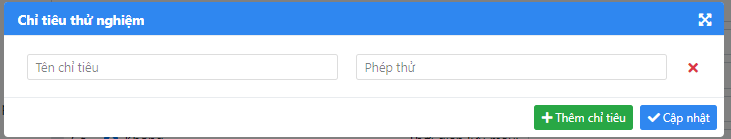 Chỉ tiêu thử nghiệm
Tên chỉ tiêu Phép thử
Thêm chỉ tiêu Cập nhật